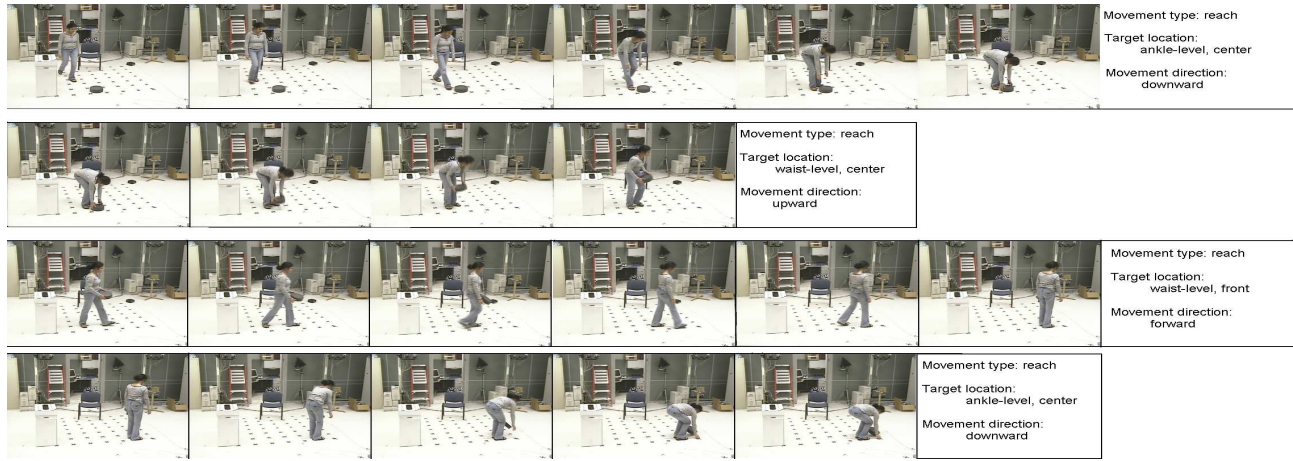 Movement type: reach
Target location:
ankle-level, center
Movement direction:
downward
Movement type: reach
Target location:
waist-level, center
Movement direction:
upward
Movement type: reach
Target location:
waist-level, front
Movement direction:
forward
Movement type: reach
Target location:
ankle-level, center
Movement direction:
downward